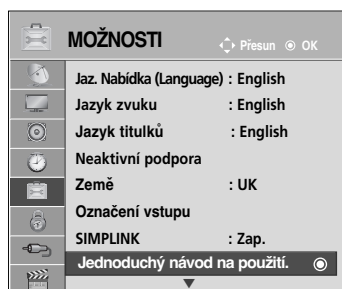 MOŽNOSTI Přesun OK
Jaz. Nabídka (Language) : English
Jazyk zvuku : English
Jazyk titulků : English
Neaktivní podpora
Země : UK
Označení vstupu
SIMPLINK : Zap.
Jednoduchý návod na použití.